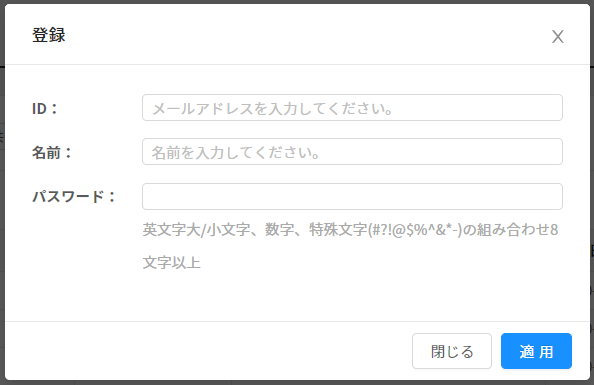 登録
X
ID：
メールアドレスを入力してください。
名前：
名前を入力してください。
パスワード：
英文字大/小文字、数字、特殊文字(#?!@$%^&*-)の組み合わせ8
文字以上
閉じる
適 用